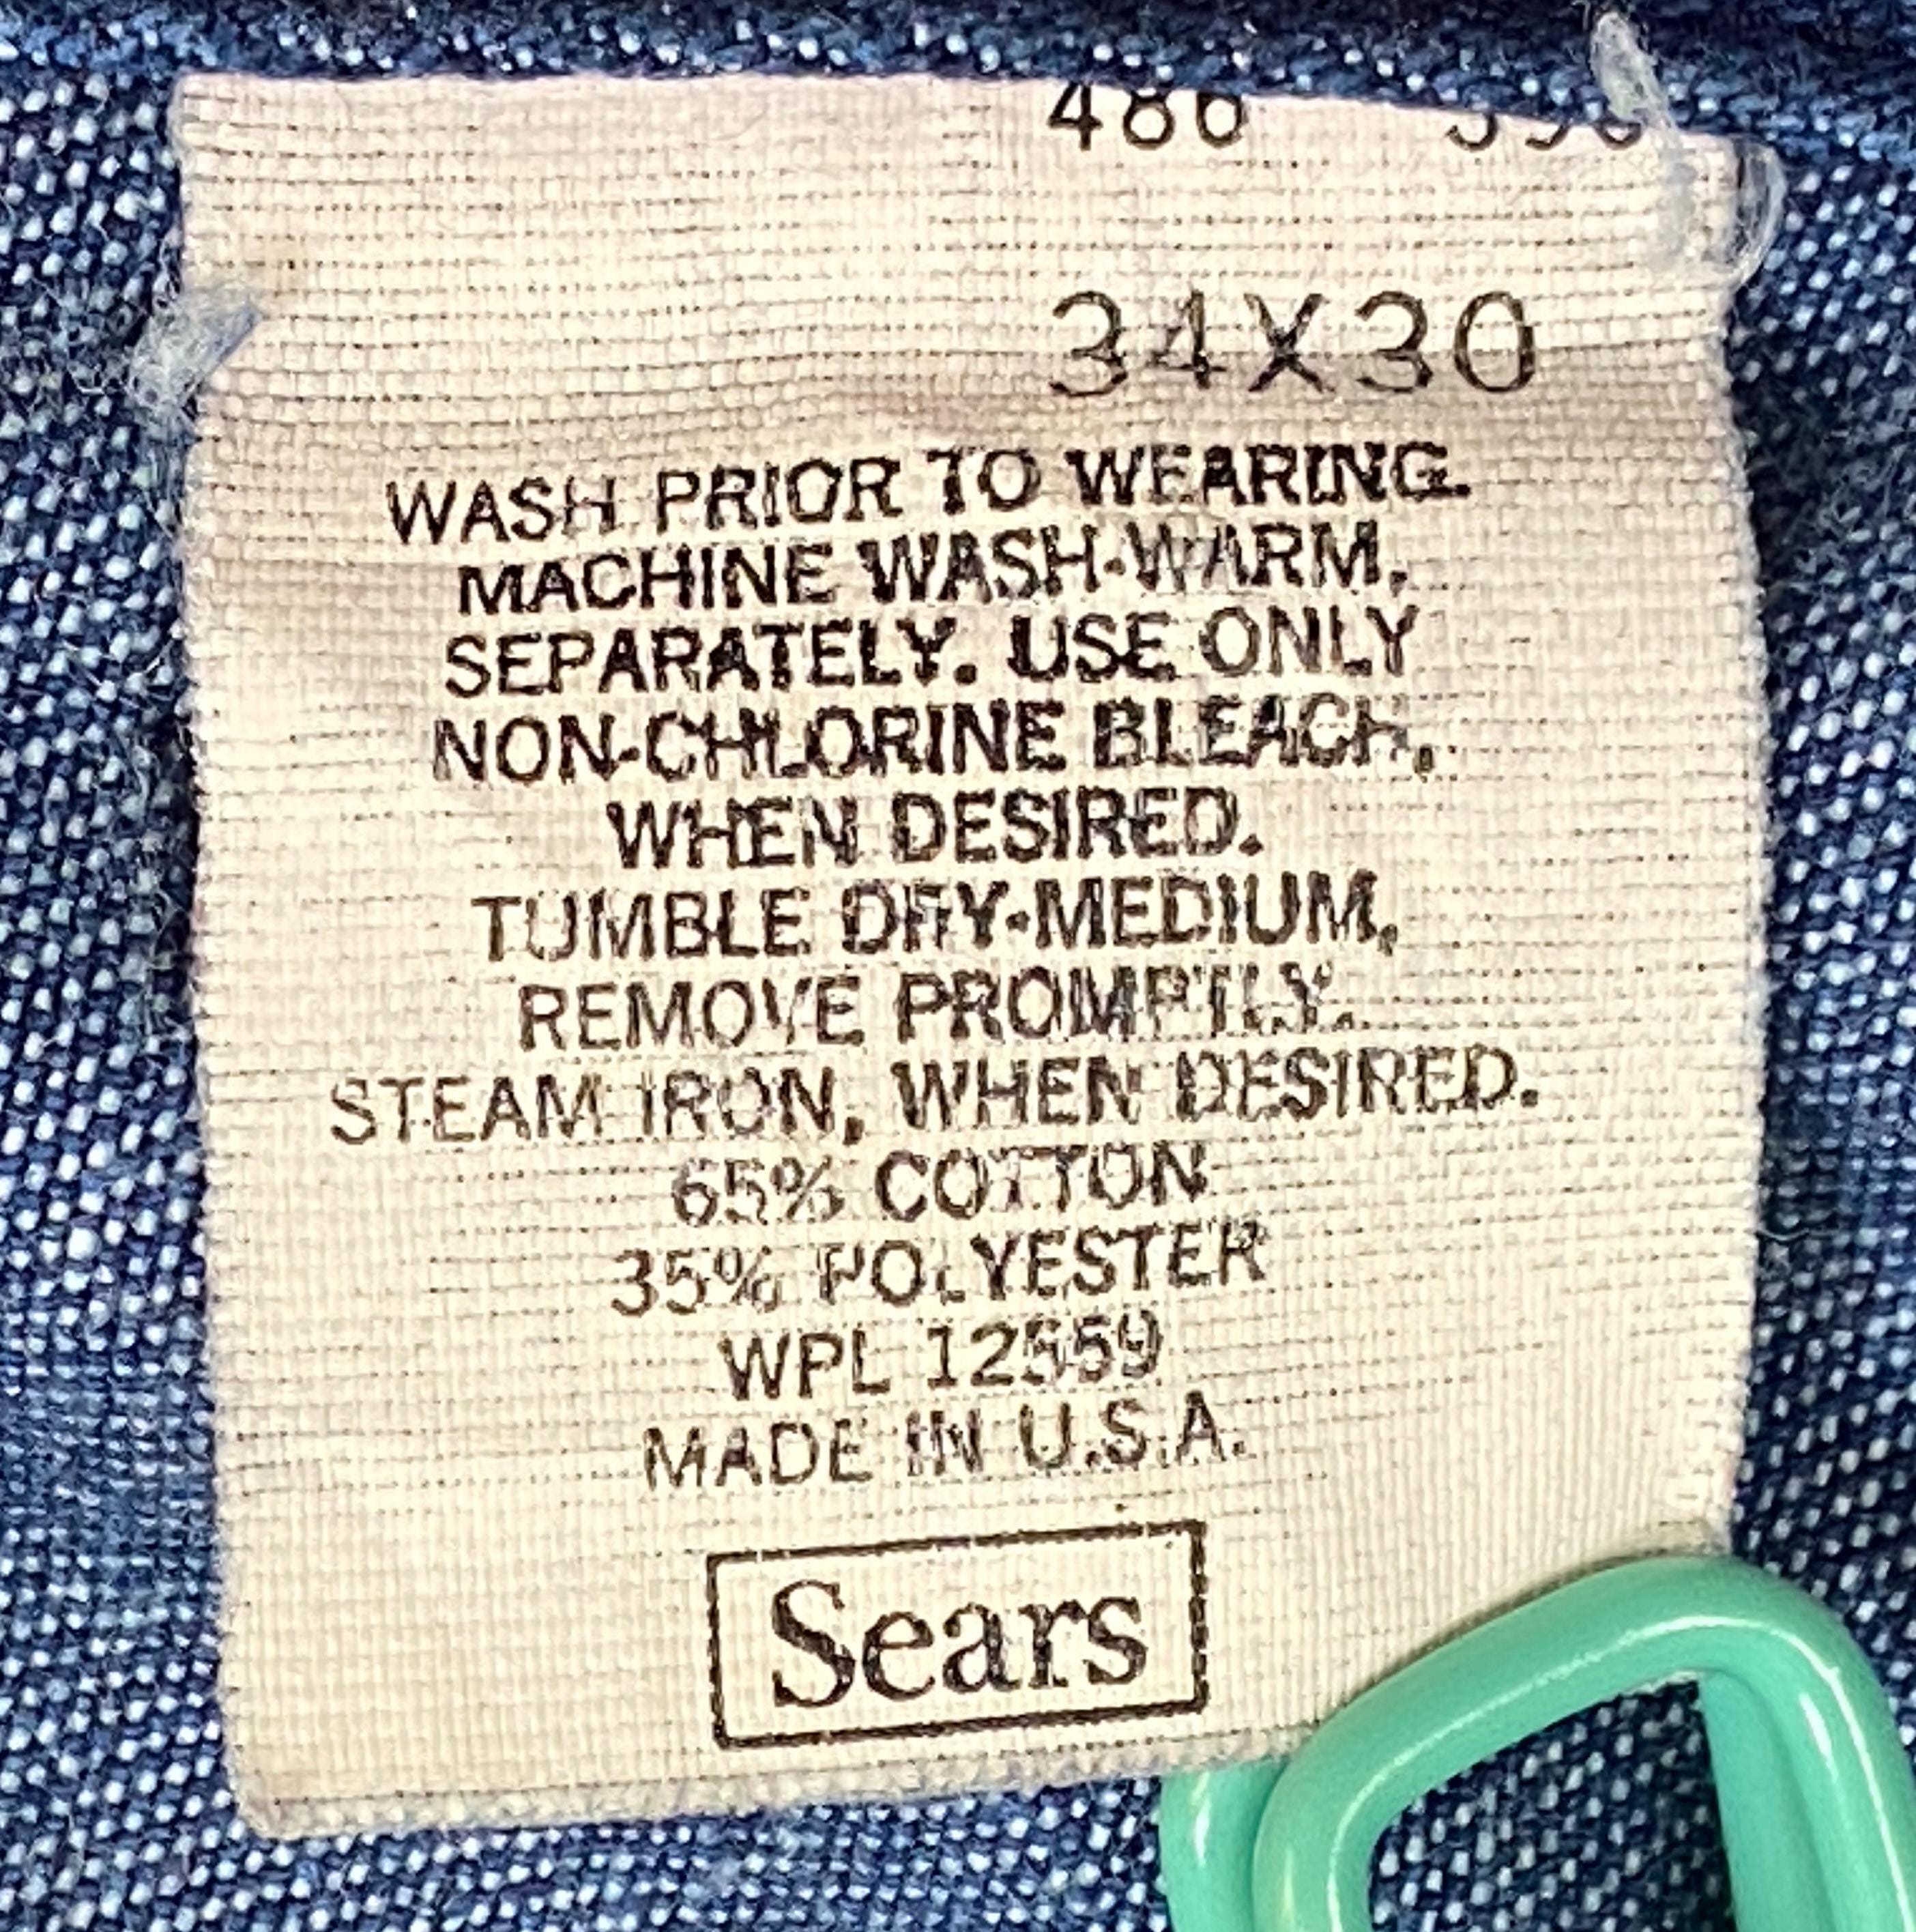 486
34X30
WASH PRIOR TO WEARING.
MACHINE WASH-WARM,
SEPARATELY. USE ONLY
NON-CHLORINE BLEACH,
WHEN DESIRED.
TUMBLE DRY-MEDIUM,
REMOVE PROMPTLY.
STEAM IRON, WHEN DESIRED.
65% COTTON
35% POLYESTER
WPL 12559
MADE IN U.S.A.
Sears